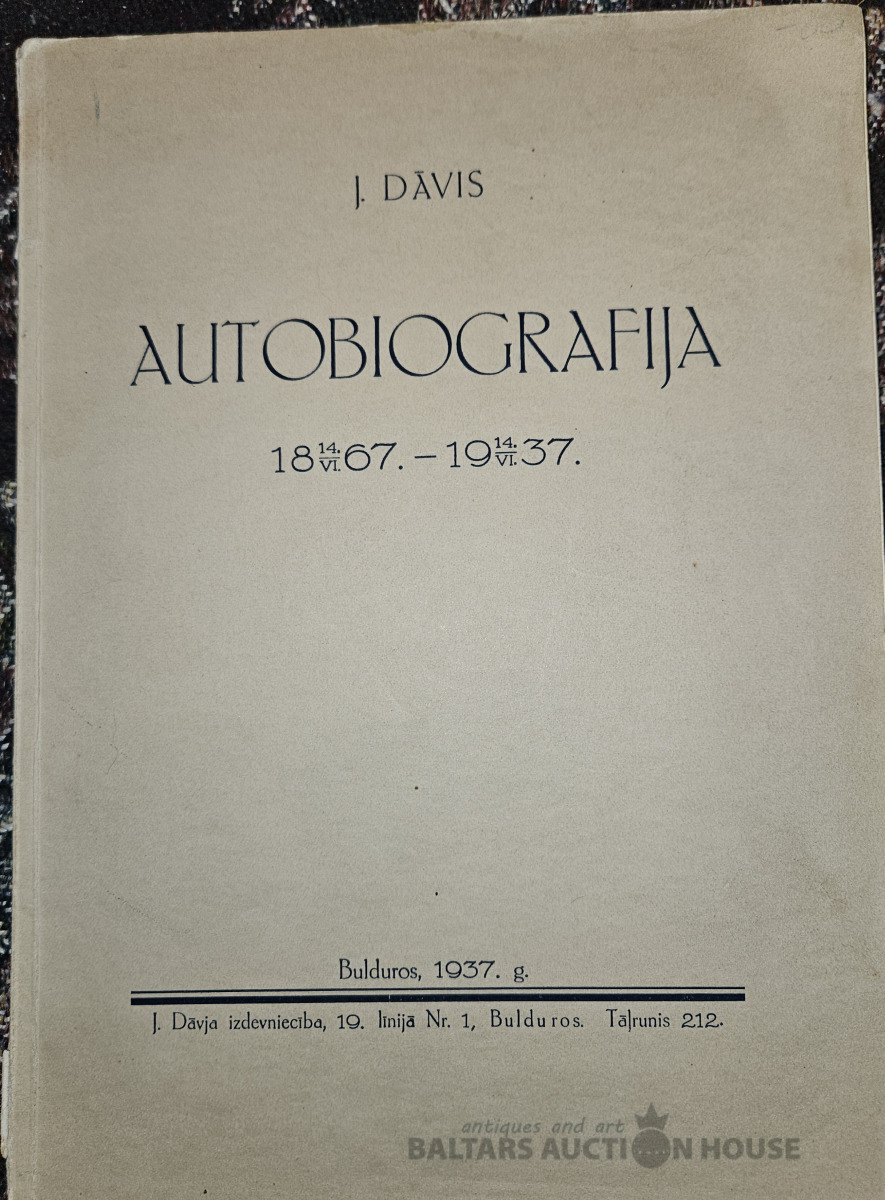 J. DĀVIS
AUTOBIOGRAFIJA
18 14./VI. 67. – 19 14./VI. 37.
Bulduros, 1937. g.
J. Dāvja izdevniecība, 19. līnijā Nr. 1, Bulduros. Tāļrunis 212.
antiques and art
BALTARS AUCTION HOUSE